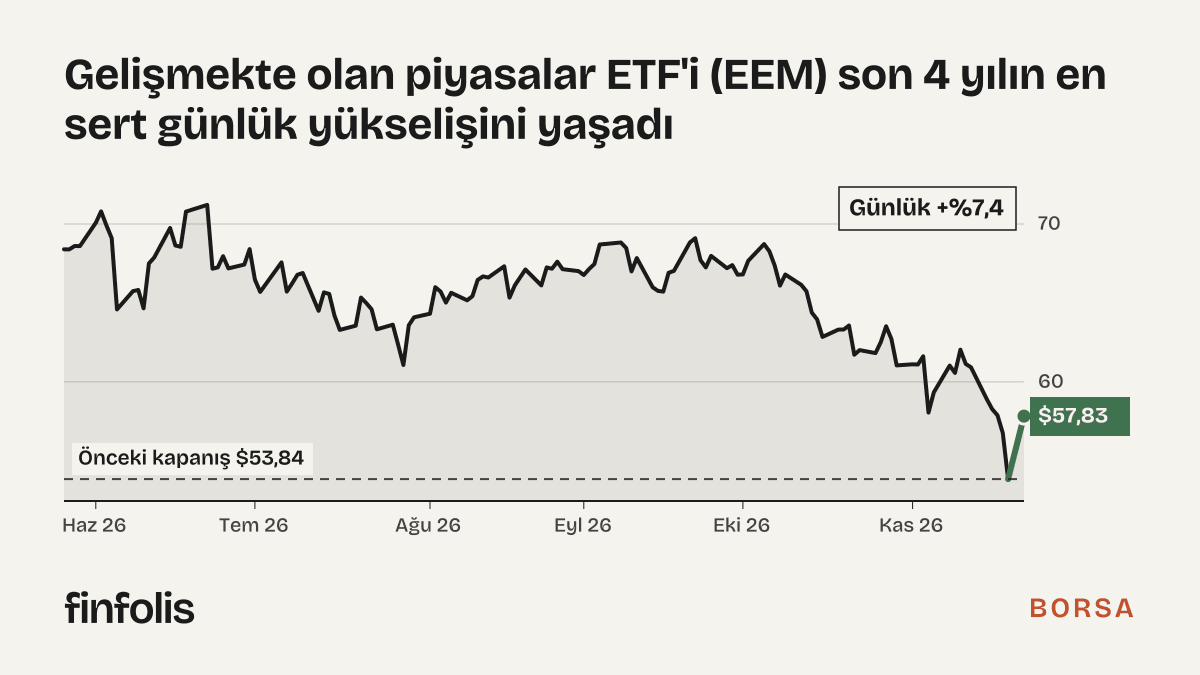 Gelişmekte olan piyasalar ETF'i (EEM) son 4 yılın en
sert günlük yükselişini yaşadı
Günlük +%7,4
70
60
$57,83
Önceki kapanış $53,84
Haz 26
Tem 26
Ağu 26
Eyl 26
Eki 26
Kas 26
finfolis
BORSA